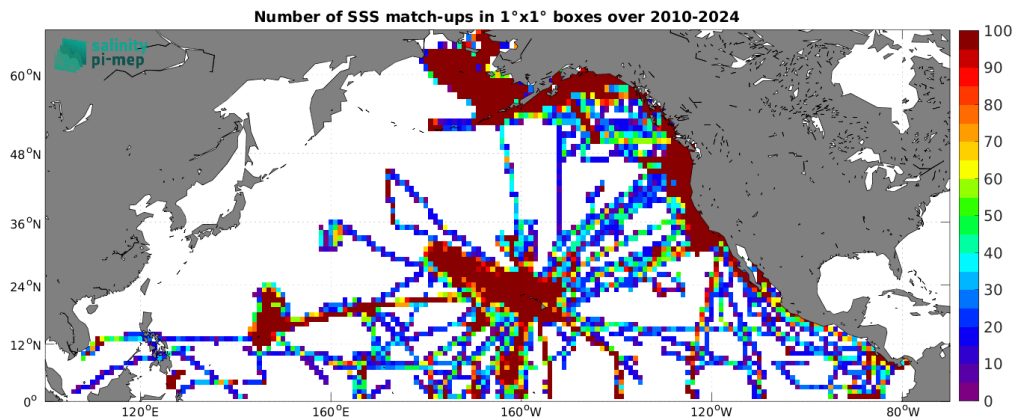 Number of SSS match-ups in 1°x1° boxes over 2010-2024
salinity
pi-mep
60°N
48°N
36°N
24°N
12°N
0°
120°E
160°E
160°W
120°W
80°W
100
90
80
70
60
50
40
30
20
10
0